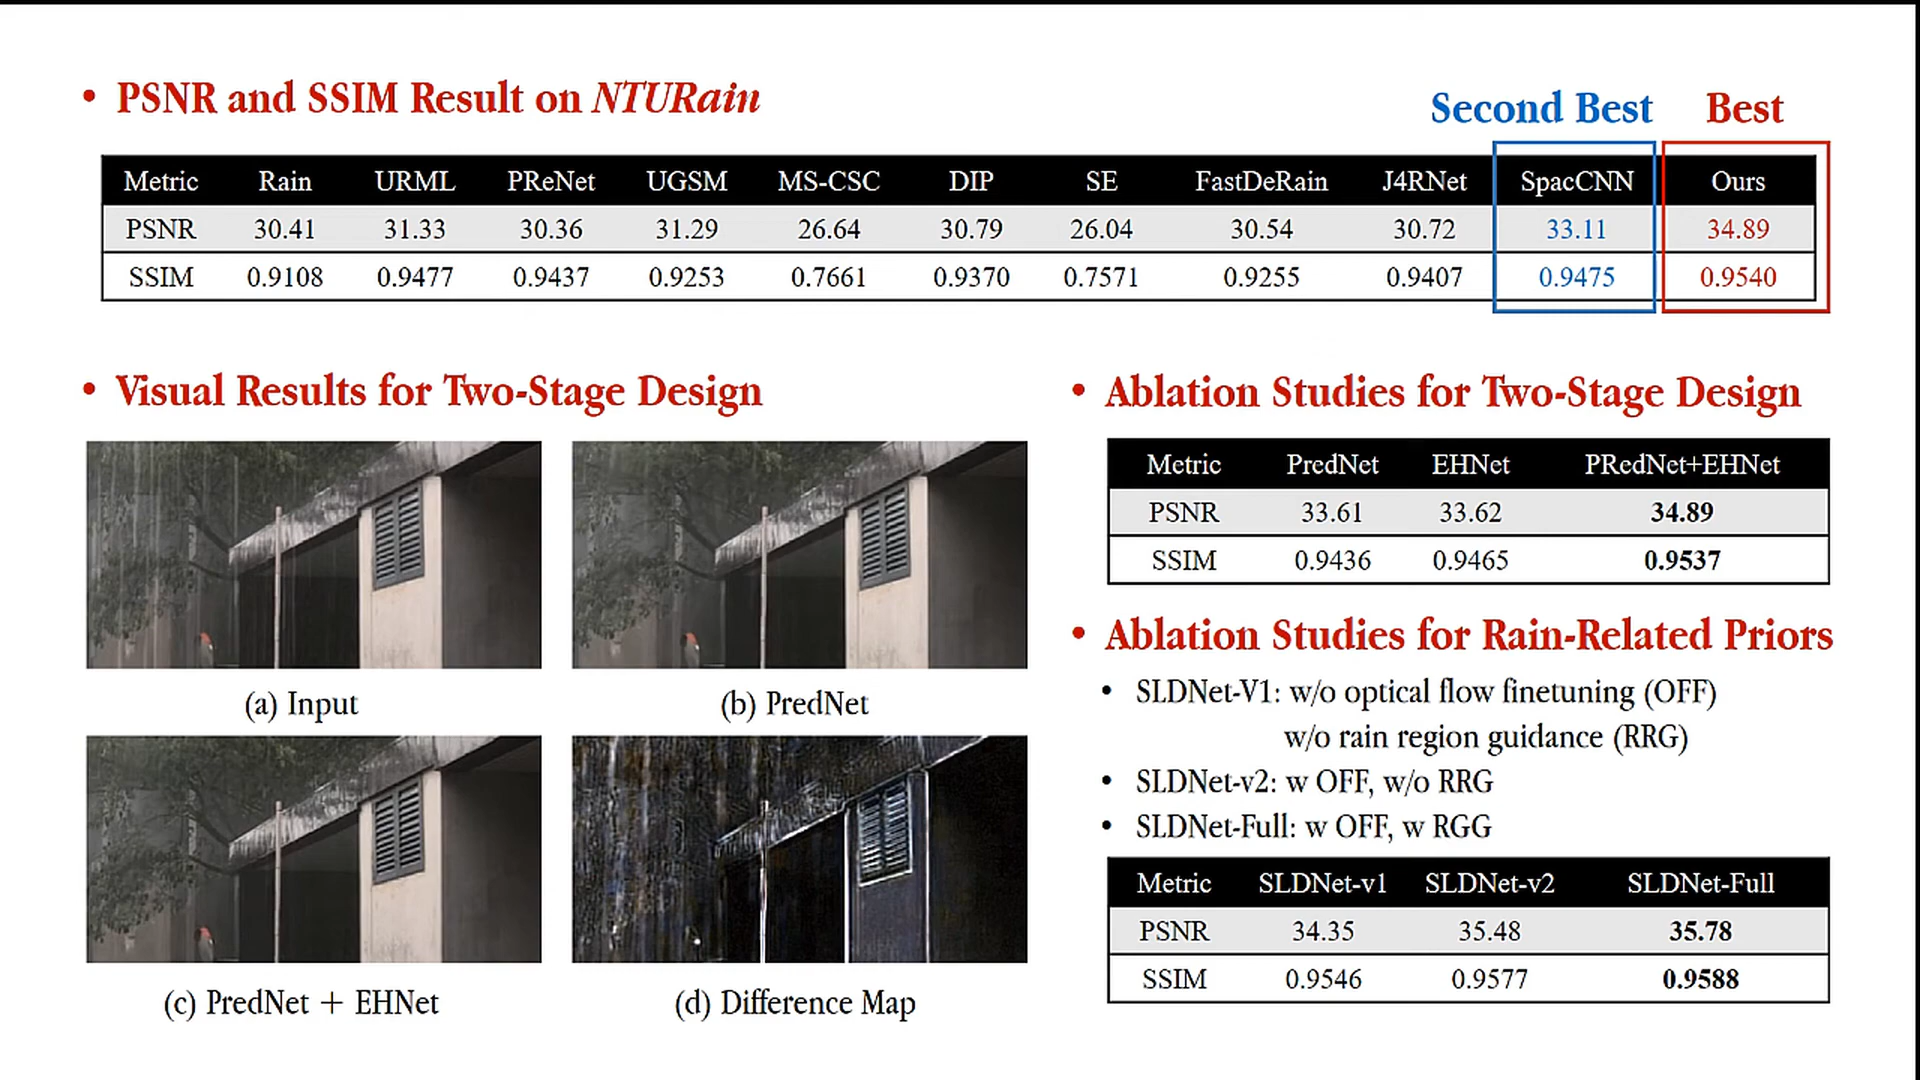 • PSNR and SSIM Result on NTURain
Second Best Best
Metric Rain URML PReNet UGSM MS-CSC DIP SE FastDeRain J4RNet SpacCNN Ours
PSNR 30.41 31.33 30.36 31.29 26.64 30.79 26.04 30.54 30.72 33.11 34.89
SSIM 0.9108 0.9477 0.9437 0.9253 0.7661 0.9370 0.7571 0.9255 0.9407 0.9475 0.9540
• Visual Results for Two-Stage Design
(a) Input
(b) PredNet
(c) PredNet + EHNet
(d) Difference Map
• Ablation Studies for Two-Stage Design
Metric PredNet EHNet PRedNet+EHNet
PSNR 33.61 33.62 34.89
SSIM 0.9436 0.9465 0.9537
• Ablation Studies for Rain-Related Priors
• SLDNet-V1: w/o optical flow finetuning (OFF)
w/o rain region guidance (RRG)
• SLDNet-v2: w OFF, w/o RRG
• SLDNet-Full: w OFF, w RGG
Metric SLDNet-v1 SLDNet-v2 SLDNet-Full
PSNR 34.35 35.48 35.78
SSIM 0.9546 0.9577 0.9588